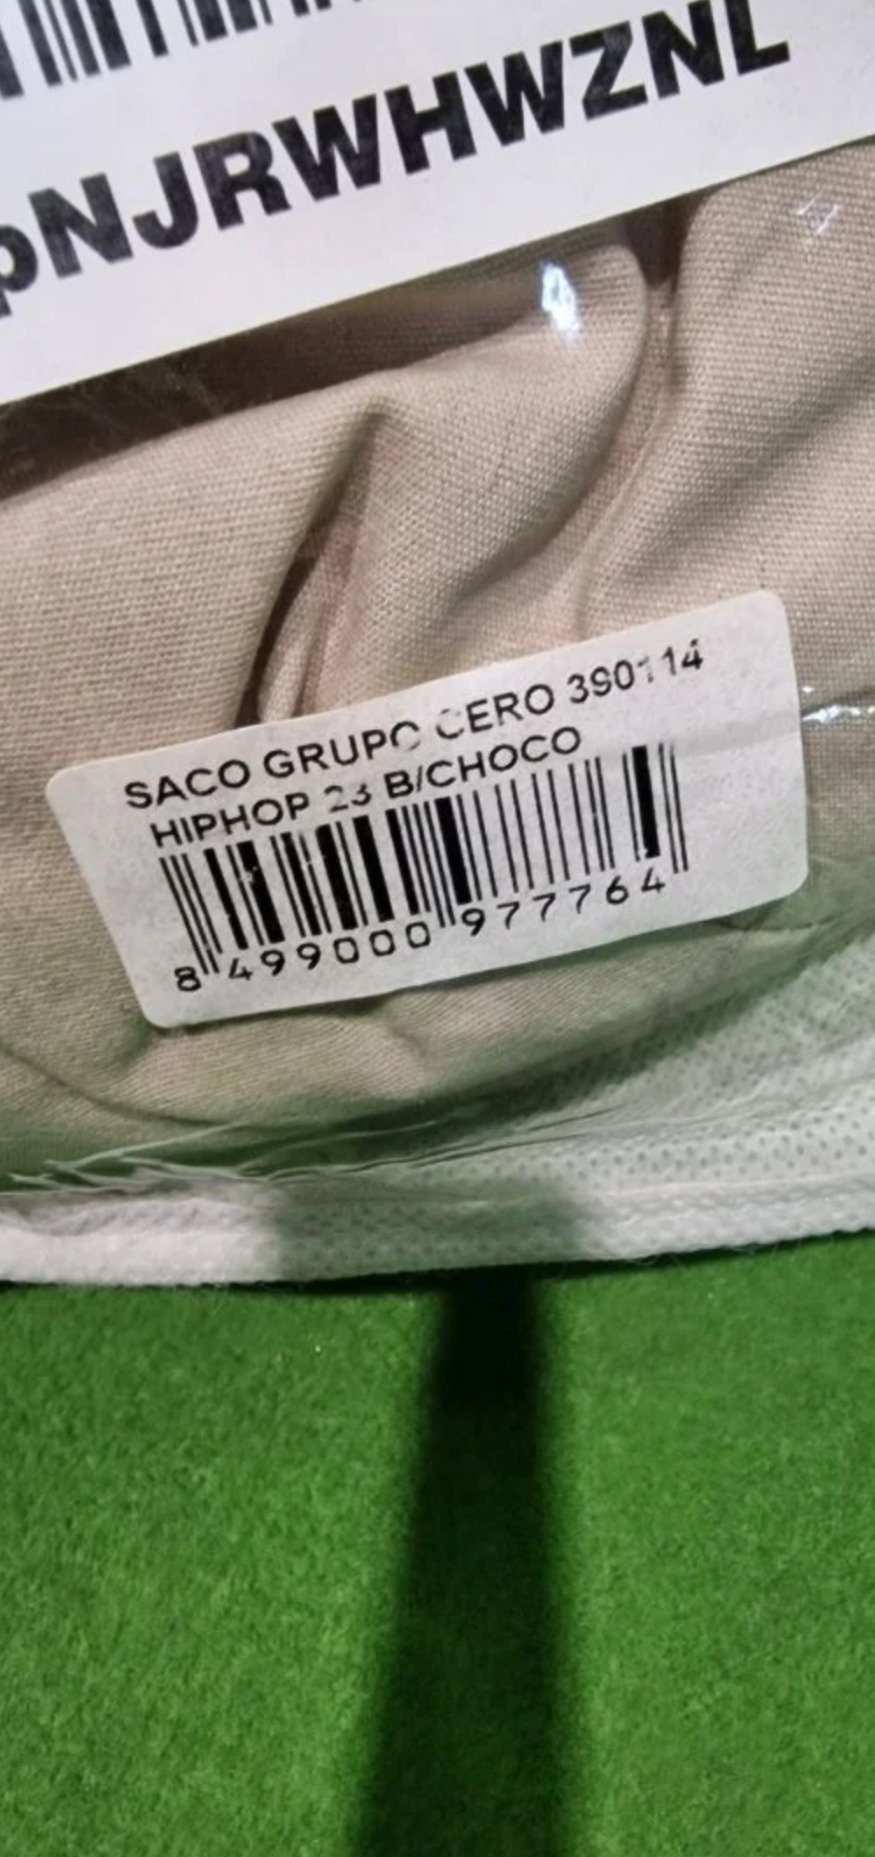 pNJRWHWZNL
SACO GRUPO CERO 390114
HIPHOP 23 B/CHOCO
8 499000 977764